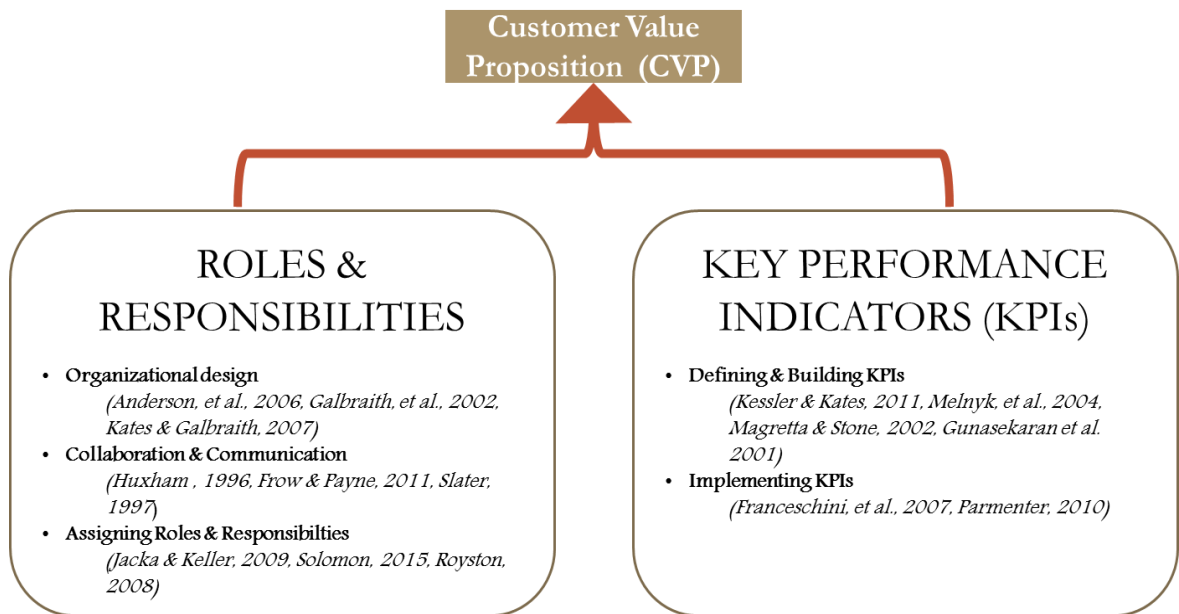 Customer Value
Proposition (CVP)
ROLES &
RESPONSIBILITIES
• Organizational design
(Anderson, et al., 2006, Galbraith, et al., 2002,
Kates & Galbraith, 2007)
• Collaboration & Communication
(Huxham , 1996, Frow & Payne, 2011, Slater,
1997)
• Assigning Roles & Responsibilties
(Jacka & Keller, 2009, Solomon, 2015, Royston,
2008)
KEY PERFORMANCE
INDICATORS (KPIs)
• Defining & Building KPIs
(Kessler & Kates, 2011, Melnyk, et al., 2004,
Magretta & Stone, 2002, Gunasekaran et al.
2001)
• Implementing KPIs
(Franceschini, et al., 2007, Parmenter, 2010)